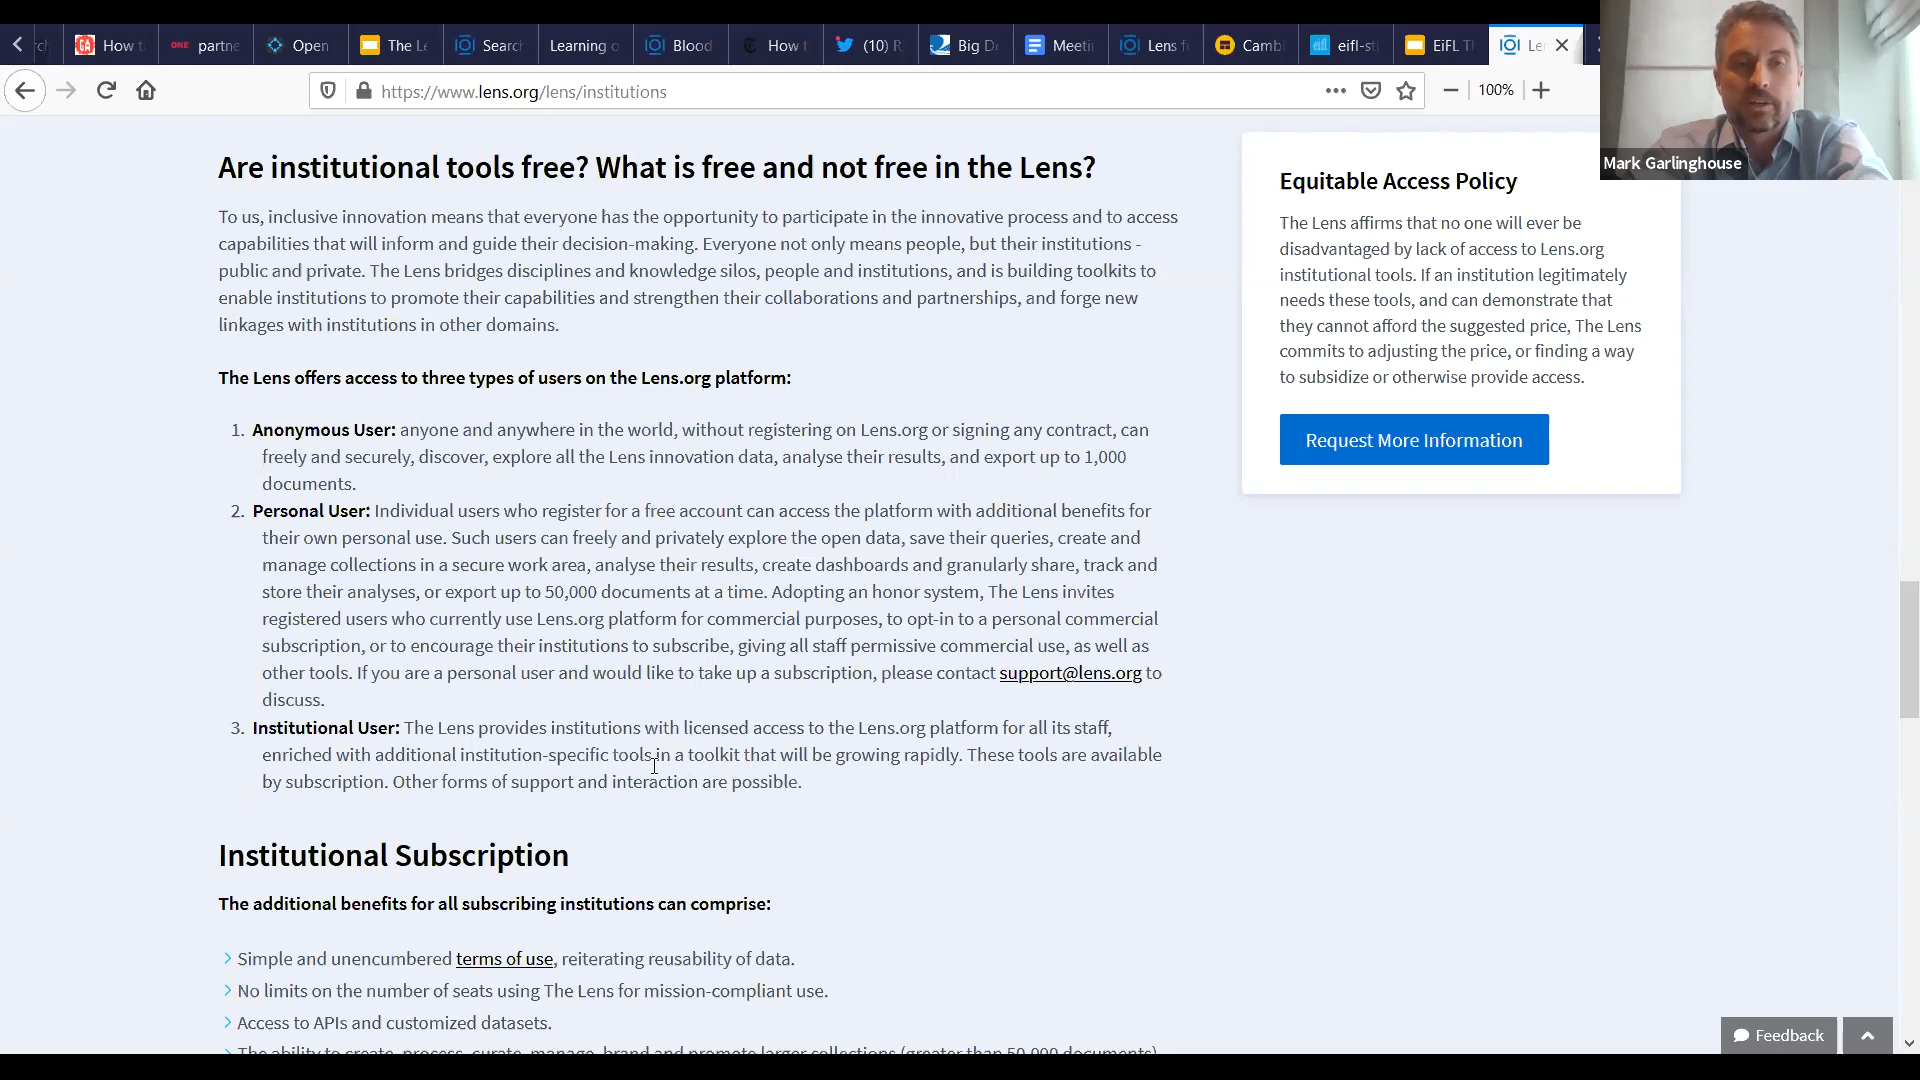 How t
ONE partne
Open
The Le
Search
Learning o
Blood
How t
(10)
Big D
Meeti
Lens f
Cambi
eifl-st
EiFL T
Le
https://www.lens.org/lens/institutions
100%
Mark Garlinghouse
Are institutional tools free? What is free and not free in the Lens?
To us, inclusive innovation means that everyone has the opportunity to participate in the innovative process and to access
capabilities that will inform and guide their decision-making. Everyone not only means people, but their institutions -
public and private. The Lens bridges disciplines and knowledge silos, people and institutions, and is building toolkits to
enable institutions to promote their capabilities and strengthen their collaborations and partnerships, and forge new
linkages with institutions in other domains.
The Lens offers access to three types of users on the Lens.org platform:
1. Anonymous User: anyone and anywhere in the world, without registering on Lens.org or signing any contract, can
freely and securely, discover, explore all the Lens innovation data, analyse their results, and export up to 1,000
documents.
2. Personal User: Individual users who register for a free account can access the platform with additional benefits for
their own personal use. Such users can freely and privately explore the open data, save their queries, create and
manage collections in a secure work area, analyse their results, create dashboards and granularly share, track and
store their analyses, or export up to 50,000 documents at a time. Adopting an honor system, The Lens invites
registered users who currently use Lens.org platform for commercial purposes, to opt-in to a personal commercial
subscription, or to encourage their institutions to subscribe, giving all staff permissive commercial use, as well as
other tools. If you are a personal user and would like to take up a subscription, please contact support@lens.org to
discuss.
3. Institutional User: The Lens provides institutions with licensed access to the Lens.org platform for all its staff,
enriched with additional institution-specific tools in a toolkit that will be growing rapidly. These tools are available
by subscription. Other forms of support and interaction are possible.
Institutional Subscription
The additional benefits for all subscribing institutions can comprise:
Simple and unencumbered terms of use, reiterating reusability of data.
No limits on the number of seats using The Lens for mission-compliant use.
Access to APIs and customized datasets.
The ability to create, process, curate, manage, brand and promote larger collections (greater than 50,000 documents)
Equitable Access Policy
The Lens affirms that no one will ever be
disadvantaged by lack of access to Lens.org
institutional tools. If an institution legitimately
needs these tools, and can demonstrate that
they cannot afford the suggested price, The Lens
commits to adjusting the price, or finding a way
to subsidize or otherwise provide access.
Request More Information
Feedback